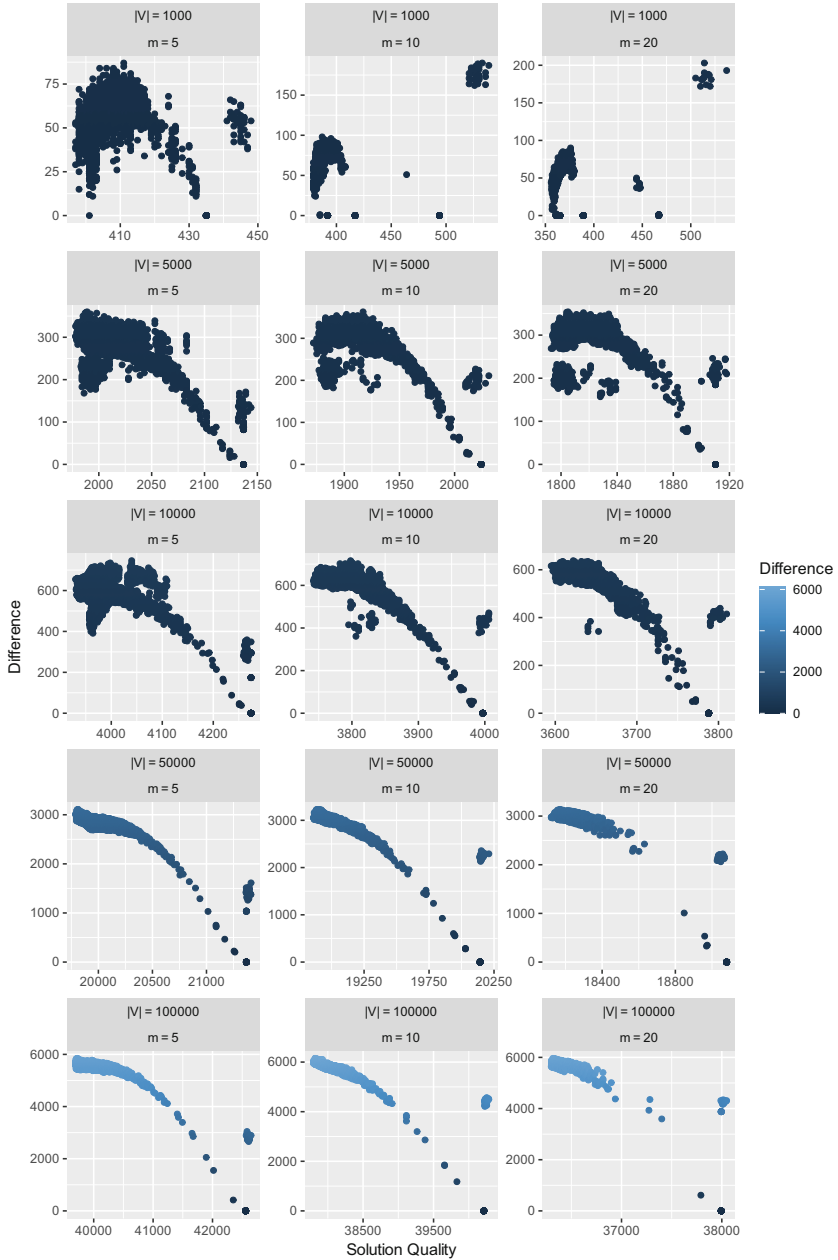 |V| = 1000 |V| = 1000 |V| = 1000
m = 5 m = 10 m = 20
75 50 25 0
150 100 50 0
200 150 100 50 0
410 430 450
400 450 500
350 400 450 500
|V| = 5000 |V| = 5000 |V| = 5000
m = 5 m = 10 m = 20
300 200 100 0
300 200 100 0
300 200 100 0
2000 2050 2100 2150
1900 1950 2000
1800 1840 1880 1920
|V| = 10000 |V| = 10000 |V| = 10000
m = 5 m = 10 m = 20
600 400 200 0
600 400 200 0
600 400 200 0
4000 4100 4200
3800 3900 4000
3600 3700 3800
|V| = 50000 |V| = 50000 |V| = 50000
m = 5 m = 10 m = 20
3000 2000 1000 0
3000 2000 1000 0
3000 2000 1000 0
20000 20500 21000
19250 19750 20250
18400 18800
|V| = 100000 |V| = 100000 |V| = 100000
m = 5 m = 10 m = 20
6000 4000 2000 0
6000 4000 2000 0
6000 4000 2000 0
40000 41000 42000
38500 39500
37000 38000
Solution Quality
Difference
Difference
6000
4000
2000
0